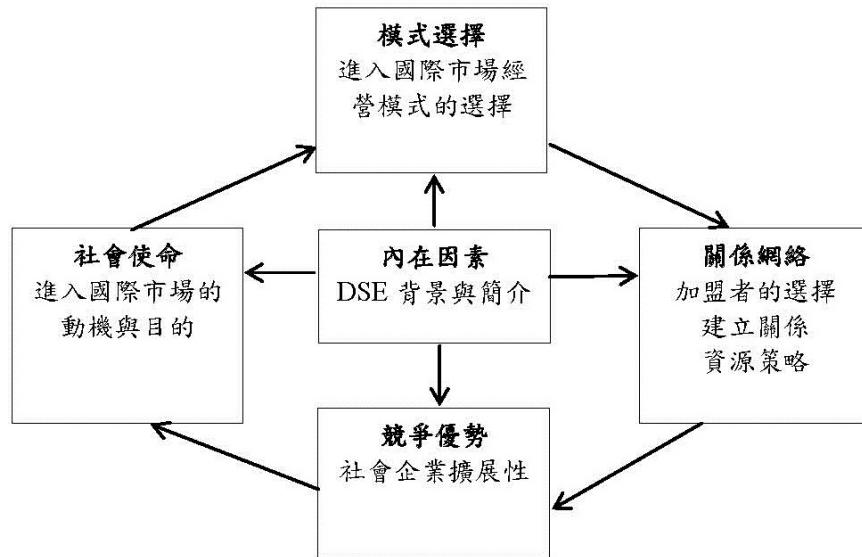 模式選擇
進入國際市場經
營模式的選擇
社會使命
進入國際市場的
動機與目的
內在因素
DSE 背景與簡介
關係網絡
加盟者的選擇
建立關係
資源策略
競爭優勢
社會企業擴展性